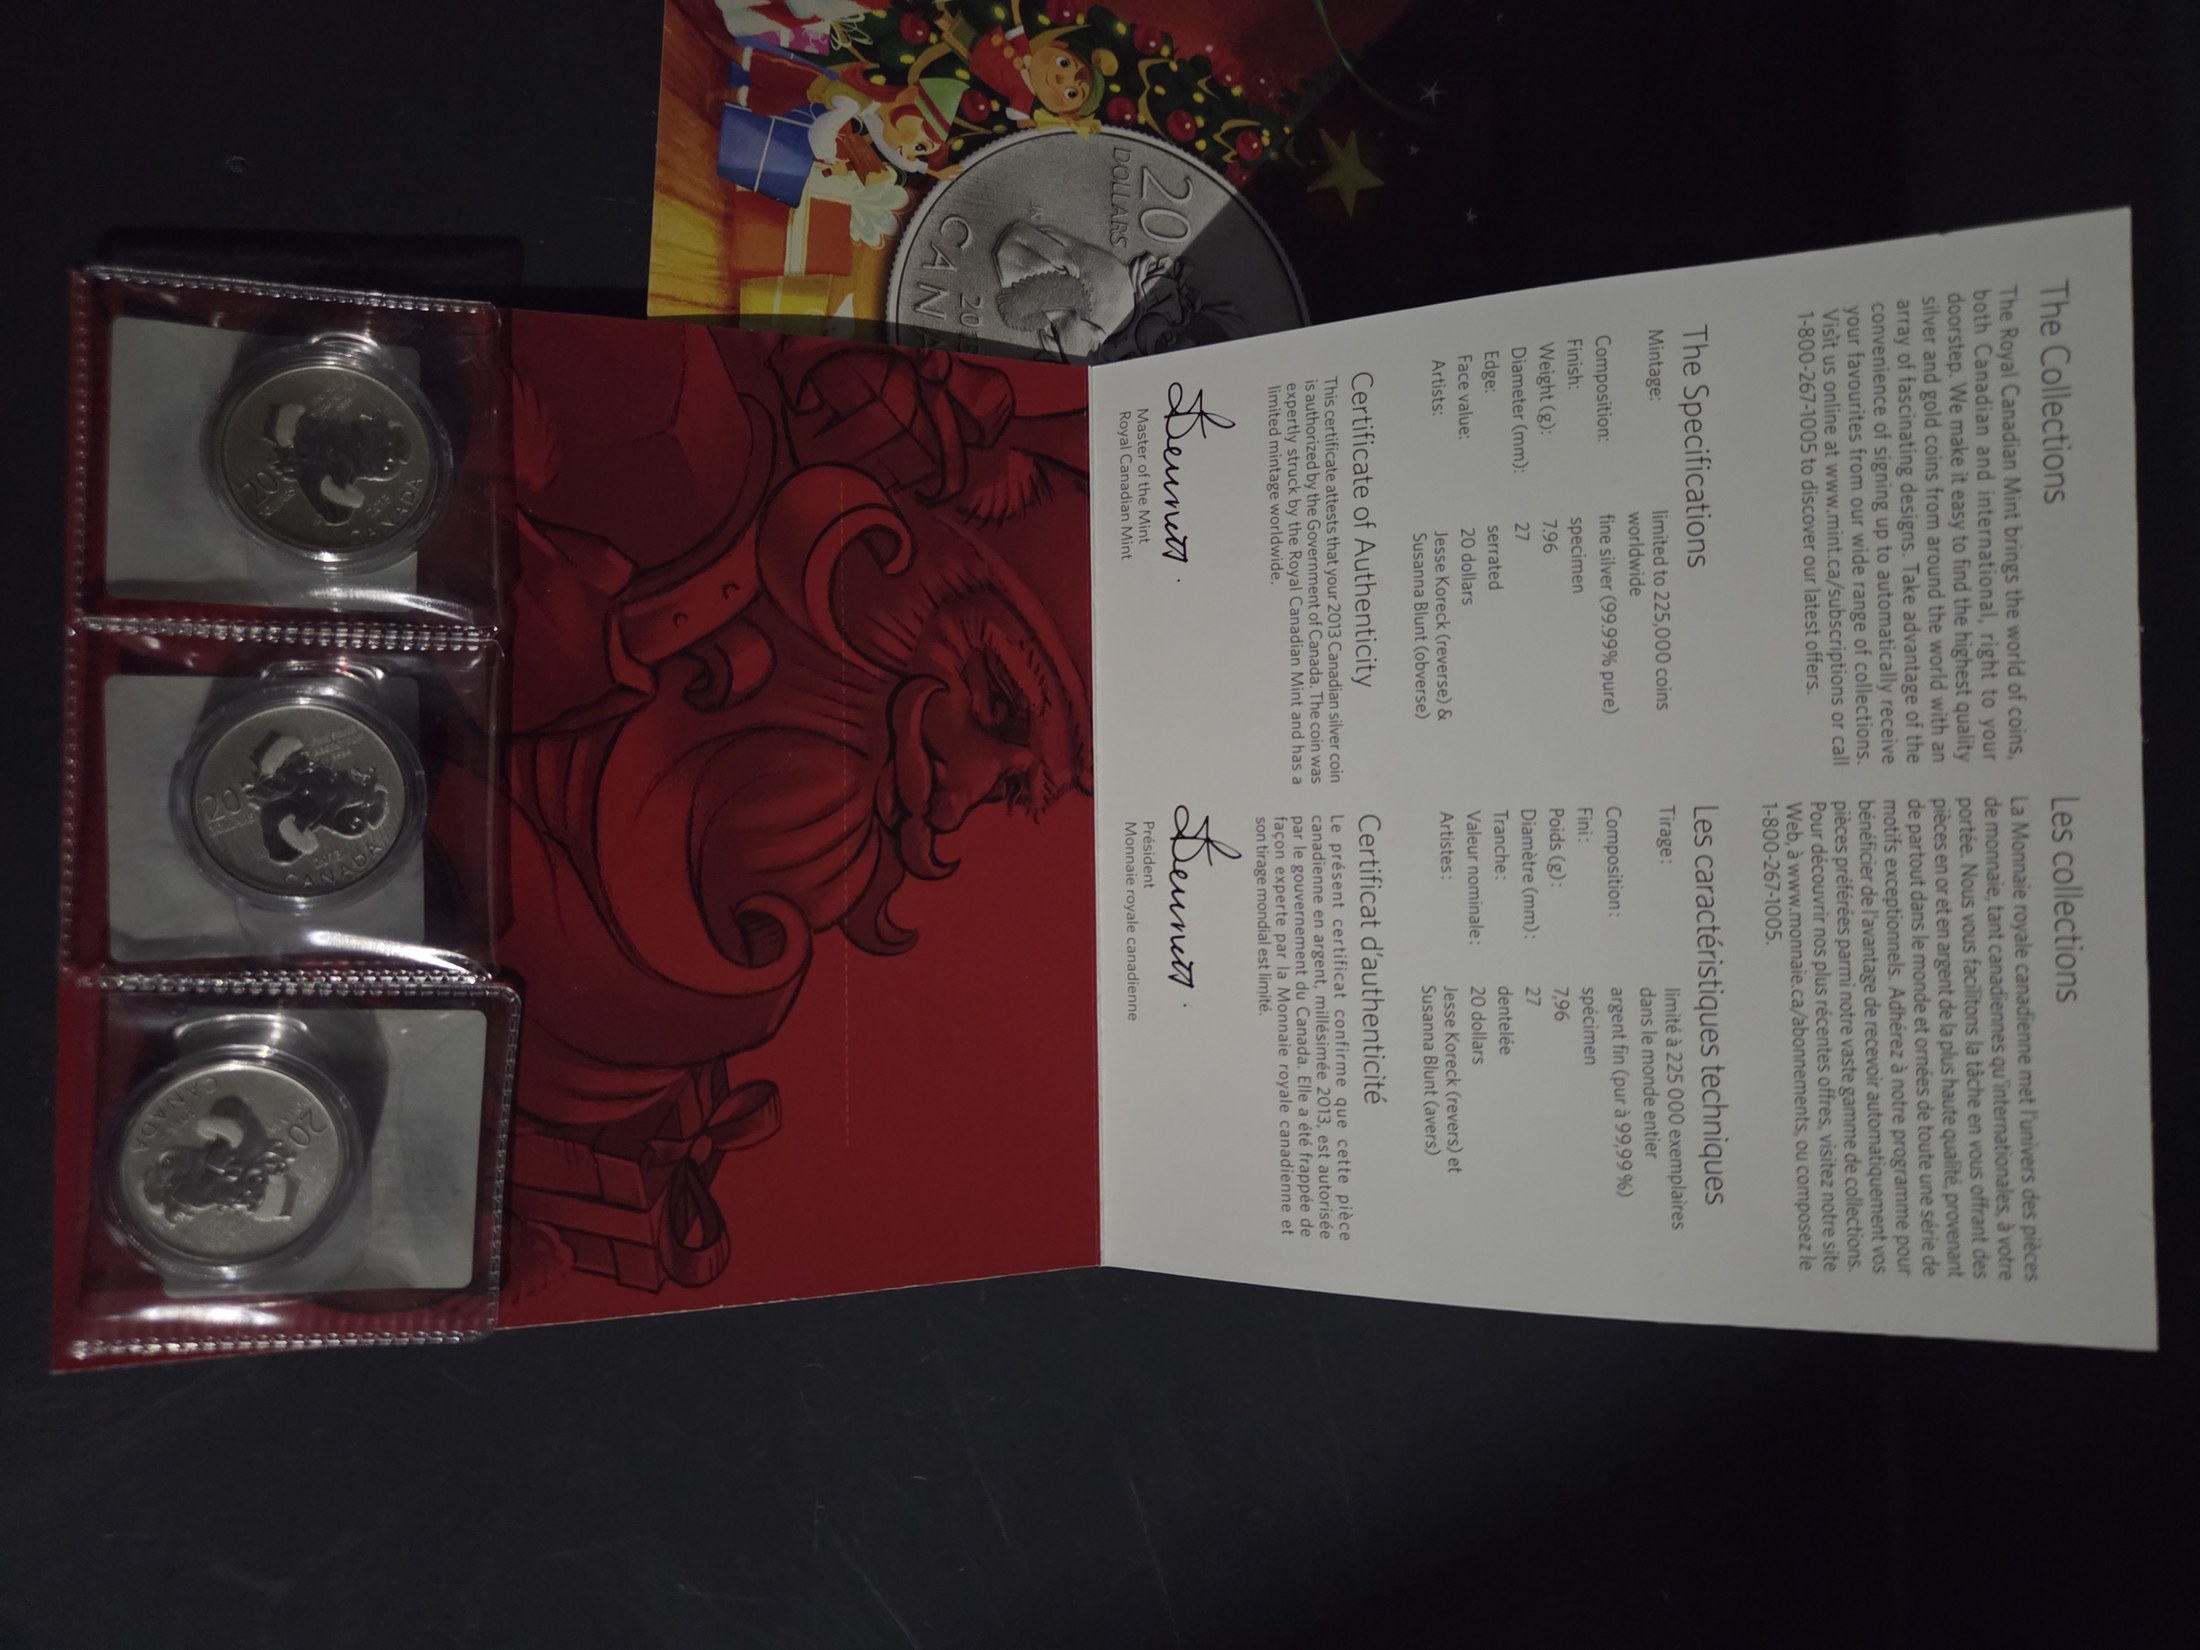 The Collections
The Royal Canadian Mint brings the world of coins,
both Canadian and international, right to your
doorstep. We make it easy to find the highest quality
silver and gold coins from around the world with an
array of fascinating designs. Take advantage of the
convenience of signing up to automatically receive
your favourites from our wide range of collections.
Visit us online at www.mint.ca/subscriptions or call
1-800-267-1005 to discover our latest offers.
Les collections
La Monnaie royale canadienne met l'univers des pièces
de monnaie, tant canadiennes qu'internationales, à votre
portée. Nous vous facilitons la tâche en vous offrant des
pièces en or et en argent de la plus haute qualité, provenant
de partout dans le monde et ornées de toute une série de
motifs exceptionnels. Adhérez à notre programme pour
bénéficier de l'avantage de recevoir automatiquement vos
pièces préférées parmi notre vaste gamme de collections.
Pour découvrir nos plus récentes offres, visitez notre site
Web, à www.monnaie.ca/abonnements, ou composez le
1-800-267-1005.
The Specifications
Mintage: limited to 225,000 coins
worldwide
Composition: fine silver (99.99% pure)
Finish: specimen
Weight (g): 7.96
Diameter (mm): 27
Edge: serrated
Face value: 20 dollars
Artists: Jesse Koreck (reverse) &
Susanna Blunt (obverse)
Les caractéristiques techniques
Tirage: limité à 225 000 exemplaires
dans le monde entier
Composition: argent fin (pur à 99,99 %)
Fini: spécimen
Poids (g): 7,96
Diamètre (mm): 27
Tranche: dentelée
Valeur nominale: 20 dollars
Artistes: Jesse Koreck (revers) et
Susanna Blunt (avers)
Certificate of Authenticity
This certificate attests that your 2013 Canadian silver coin
is authorized by the Government of Canada. The coin was
expertly struck by the Royal Canadian Mint and has a
limited mintage worldwide.
Master of the Mint
Royal Canadian Mint
Certificat d'authenticité
Le présent certificat confirme que cette pièce
canadienne en argent, millésimée 2013, est autorisée
par le gouvernement du Canada. Elle a été frappée de
façon experte par la Monnaie royale canadienne et
son tirage mondial est limité.
Président
Monnaie royale canadienne
20
DOLLARS
CANA
20
CANADA
20
CANADA
20
CANADA